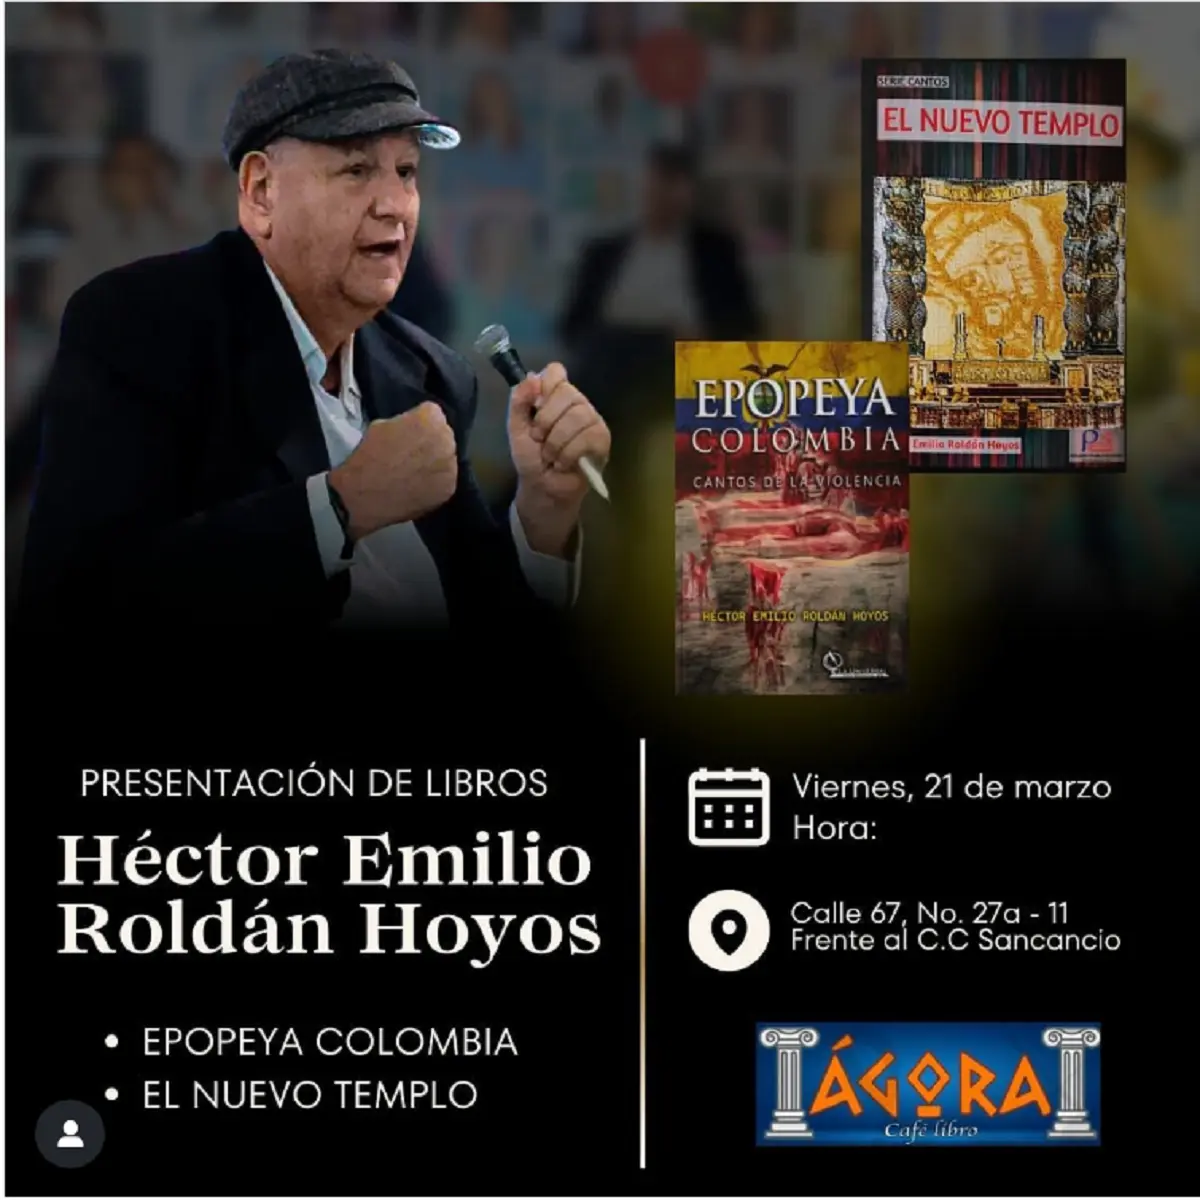 SERIE CANTOS
EL NUEVO TEMPLO
Emilio Roldán Hoyos
EPOPEYA
COLOMBIA
CANTOS DE LA VIOLENCIA
HÉCTOR EMILIO ROLDÁN HOYOS
PRESENTACIÓN DE LIBROS
Héctor Emilio
Roldán Hoyos
• EPOPEYA COLOMBIA
• EL NUEVO TEMPLO
Viernes, 21 de marzo
Hora:
Calle 67, No. 27a - 11
Frente al C.C Sancancio
ÁGORA
Café libro